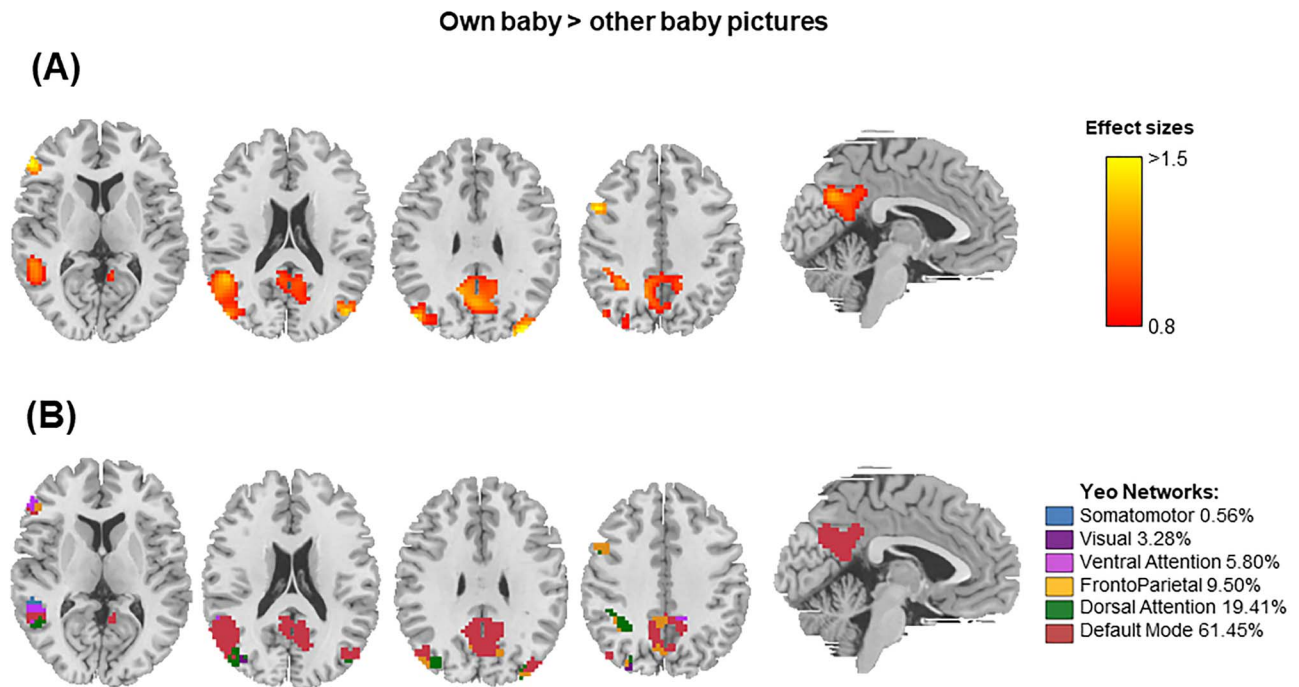 Own baby > other baby pictures
(A)
Effect sizes
>1.5
0.8
(B)
Yeo Networks:
Somatomotor 0.56%
Visual 3.28%
Ventral Attention 5.80%
FrontoParietal 9.50%
Dorsal Attention 19.41%
Default Mode 61.45%